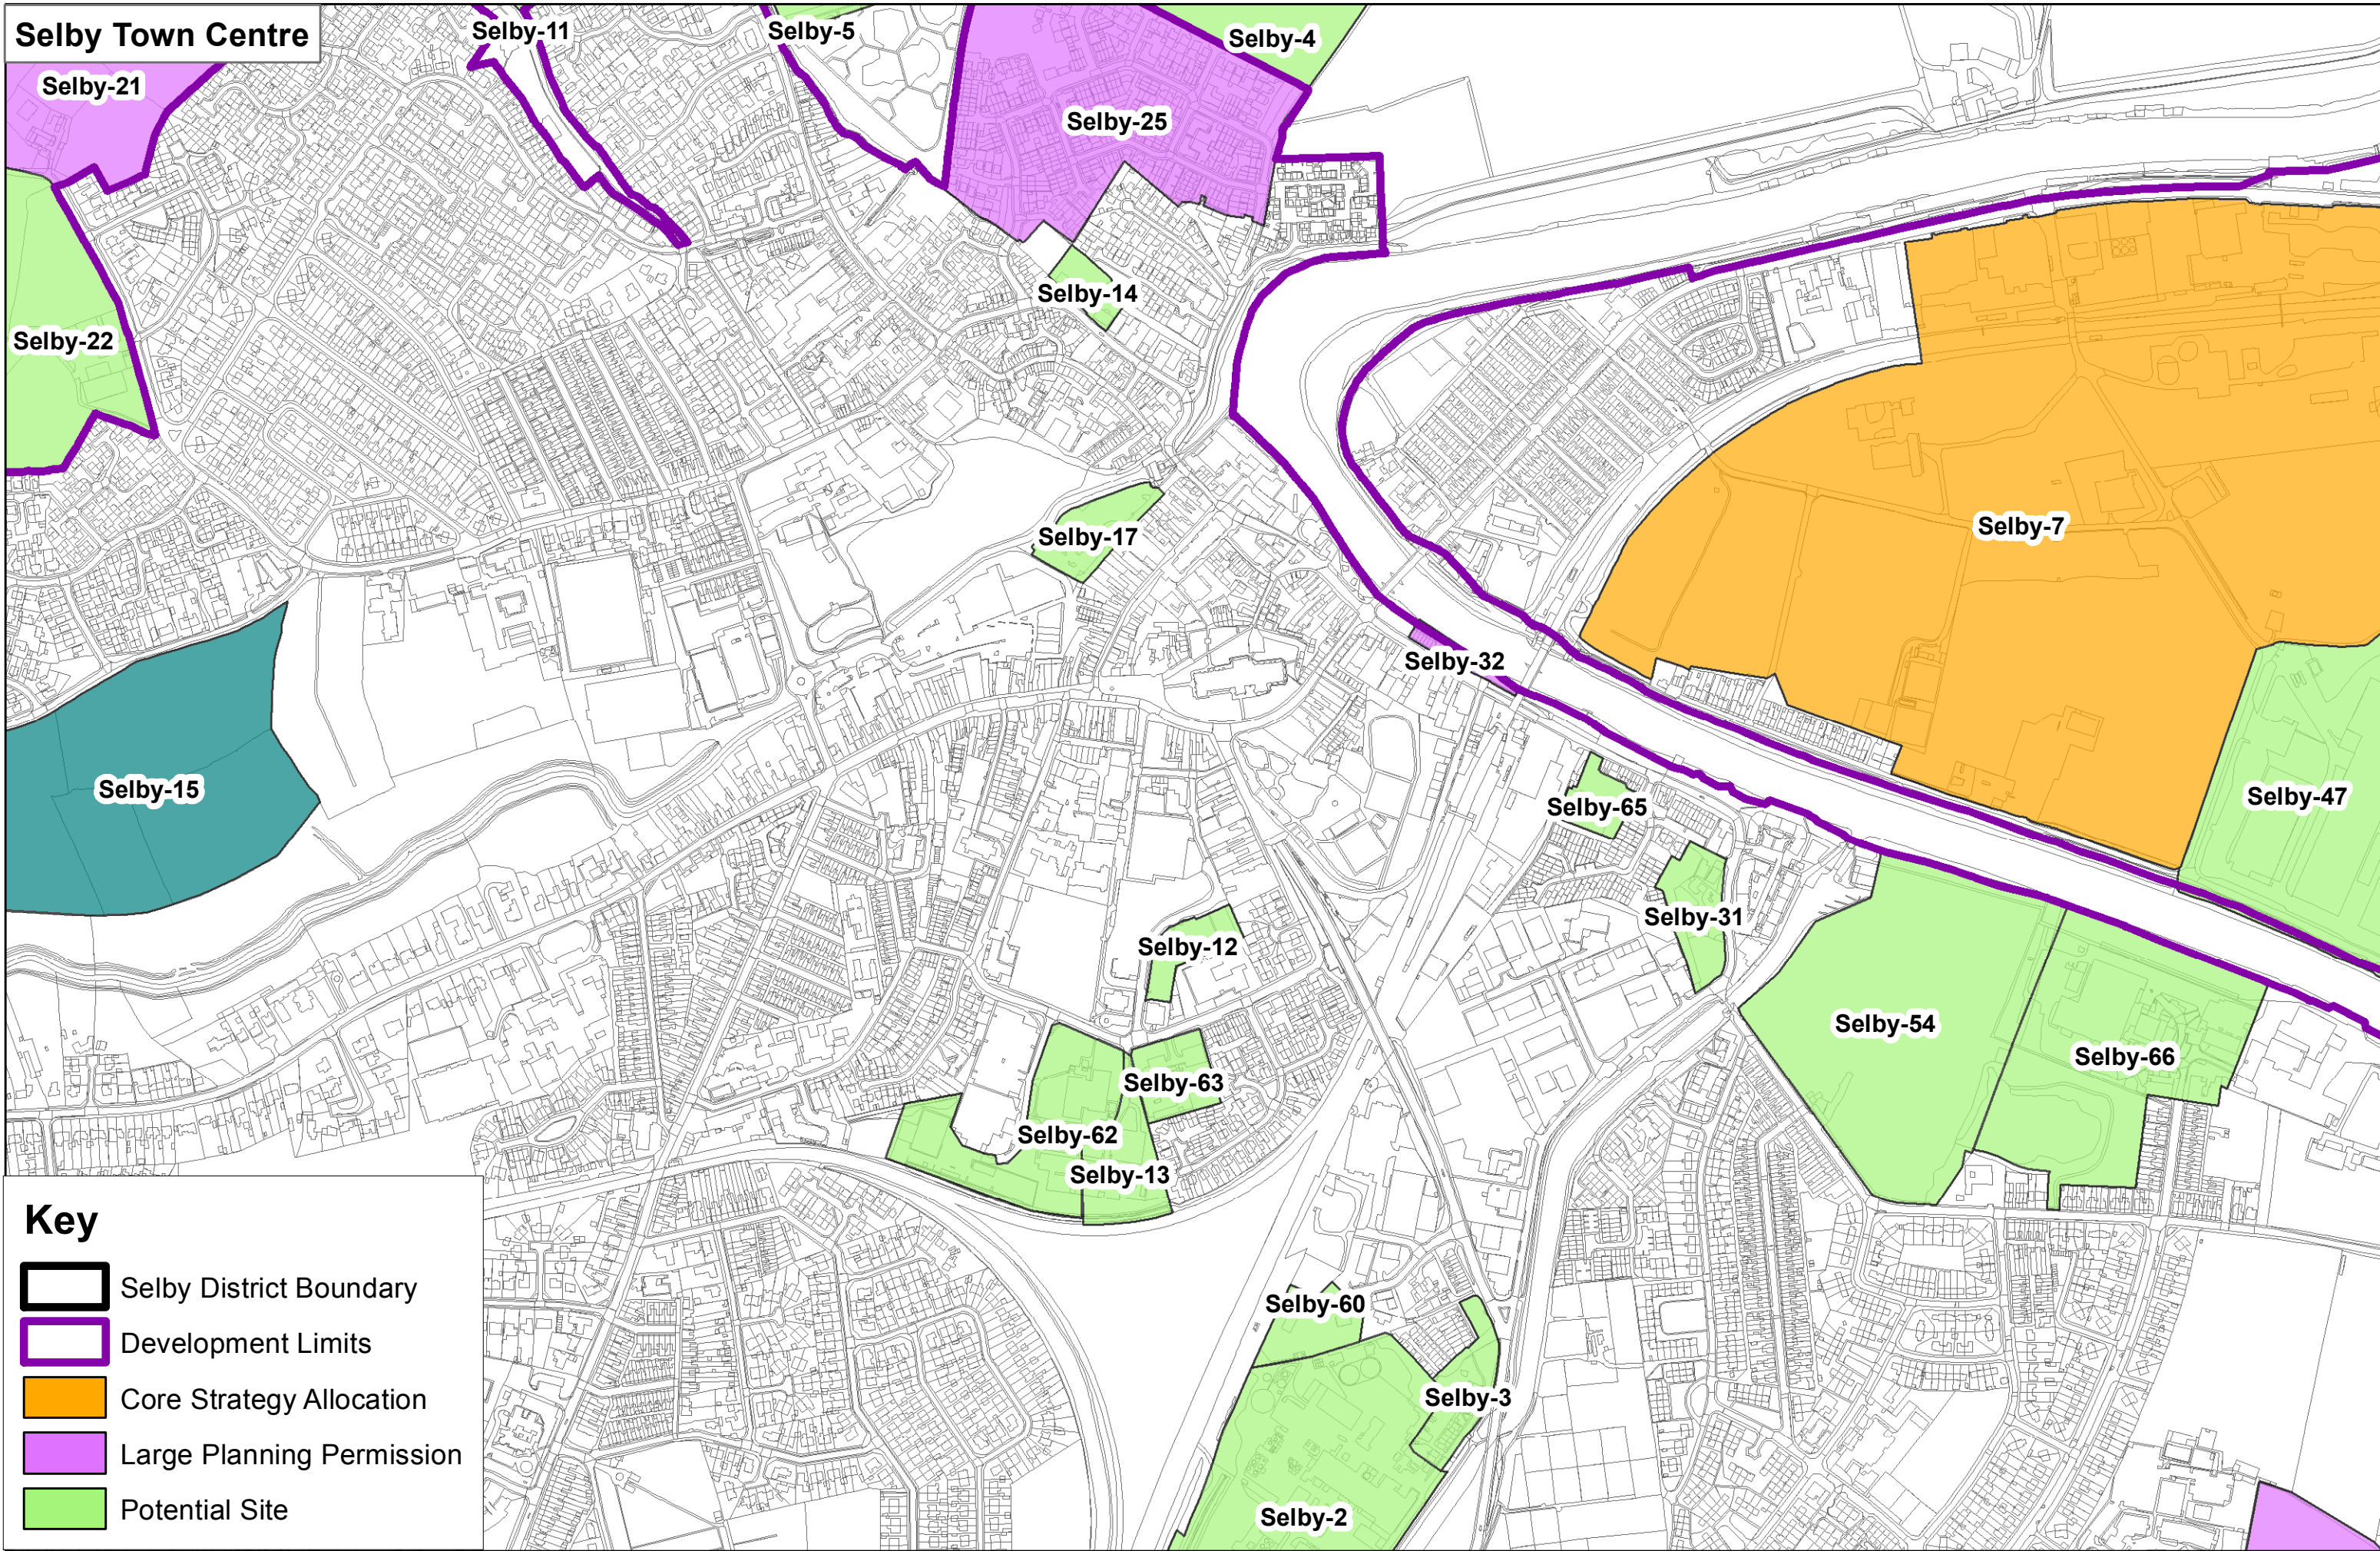 Selby Town Centre
Selby-11
Selby-5
Selby-4
Selby-21
Selby-25
Selby-14
Selby-22
Selby-17
Selby-7
Selby-32
Selby-15
Selby-47
Selby-65
Selby-31
Selby-12
Selby-54
Selby-66
Selby-63
Selby-62
Selby-13
Selby-60
Selby-3
Selby-2
Key
Selby District Boundary
Development Limits
Core Strategy Allocation
Large Planning Permission
Potential Site